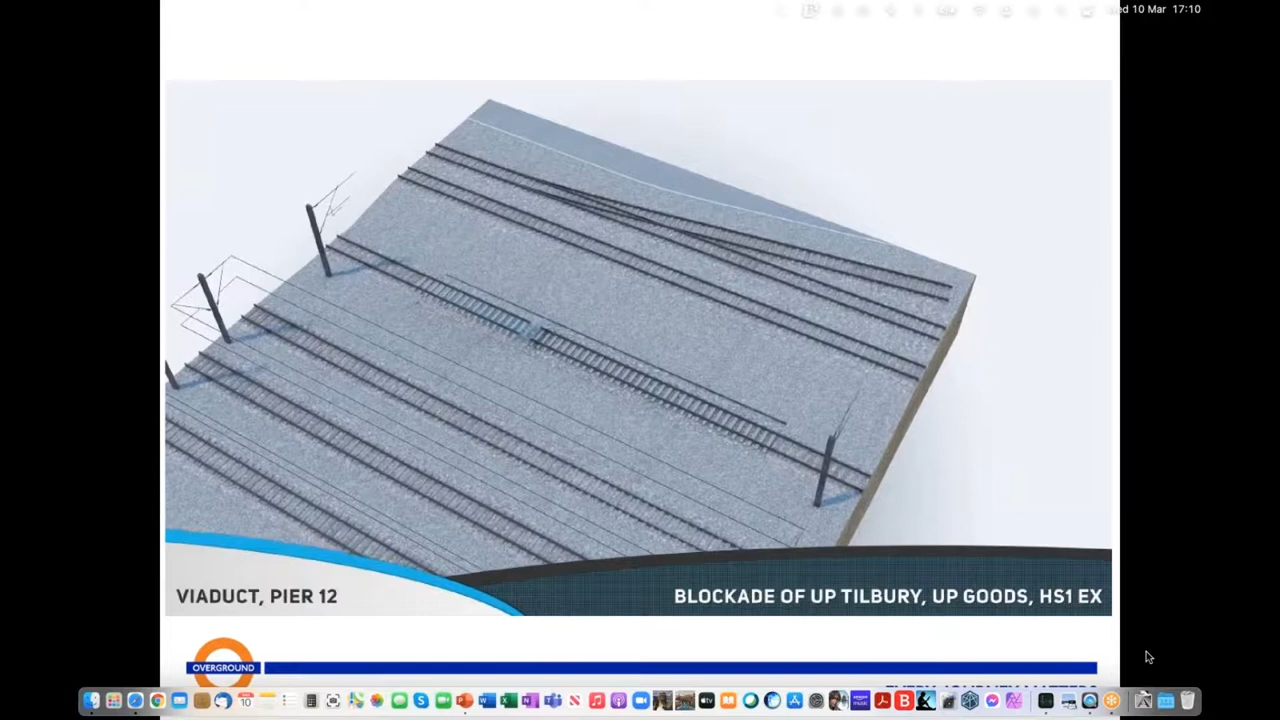 Wed 10 Mar 17:10
VIADUCT, PIER 12
BLOCKADE OF UP TILBURY, UP GOODS, HS1 EX
OVERGROUND